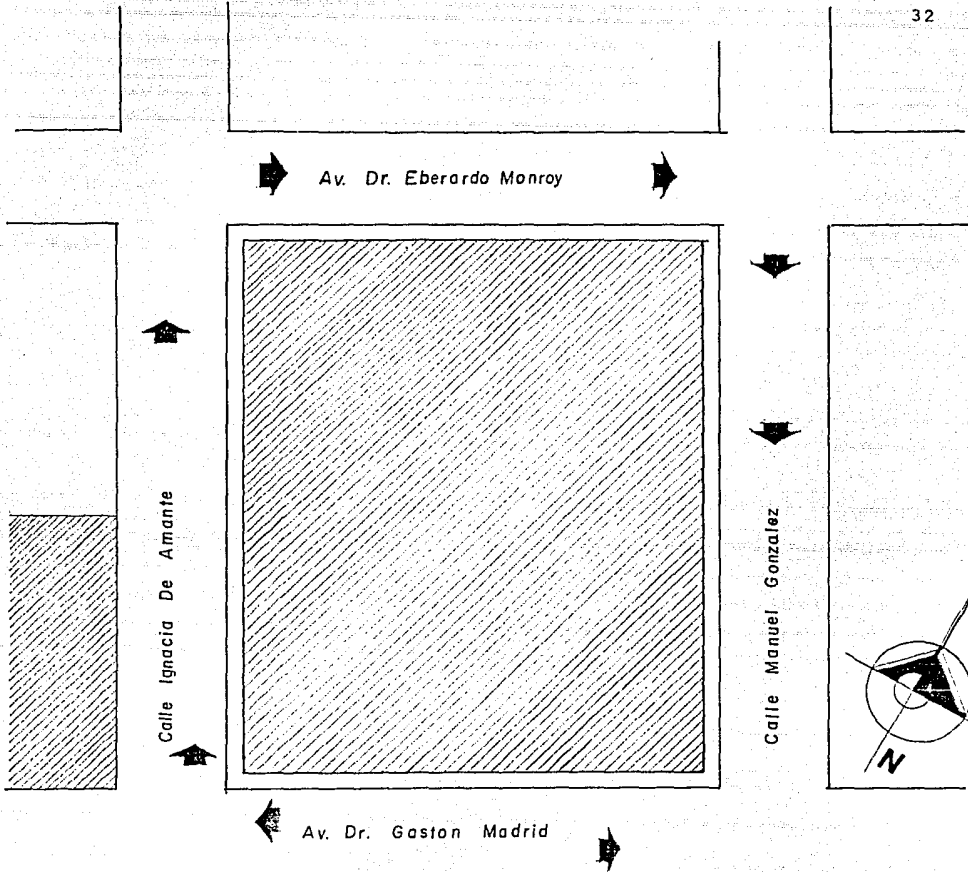 32
Av. Dr. Eberardo Monroy
Calle Ignacia De Amante
Calle Manuel Gonzalez
N
Av. Dr. Gaston Madrid